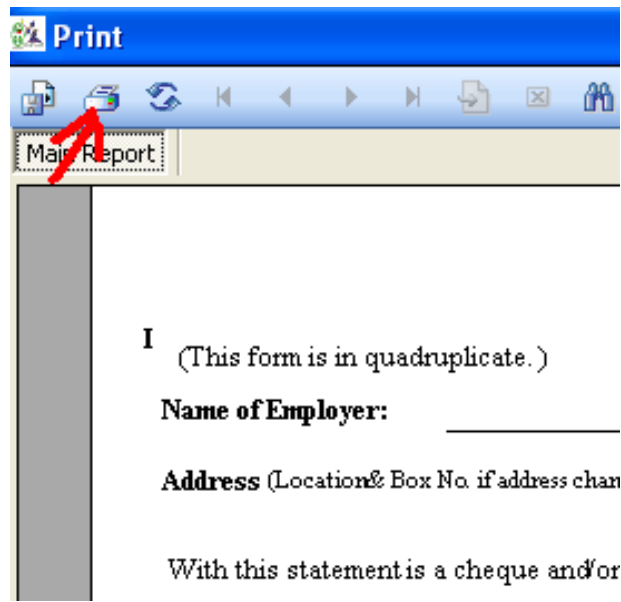 Print
Main Report
I
(This form is in quadruplicate.)
Name of Employer:
Address (Location& Box No. if address chan
With this statement is a cheque and/or